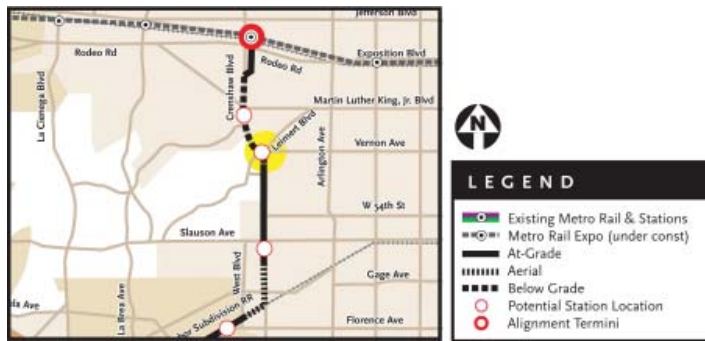 Jefferson Blvd
Exposition Blvd
Rodeo Rd
Rodeo Rd
Crenshaw Blvd
La Cienega Blvd
Martin Luther King, Jr. Blvd
Leimert Blvd
Vernon Ave
Arlington Ave
W 54th St
Slauson Ave
West Blvd
Gage Ave
La Brea Ave
Subdivision RR
Florence Ave
N
LEGEND
Existing Metro Rail & Stations
Metro Rail Expo (under const)
At-Grade
Aerial
Below Grade
Potential Station Location
Alignment Termini